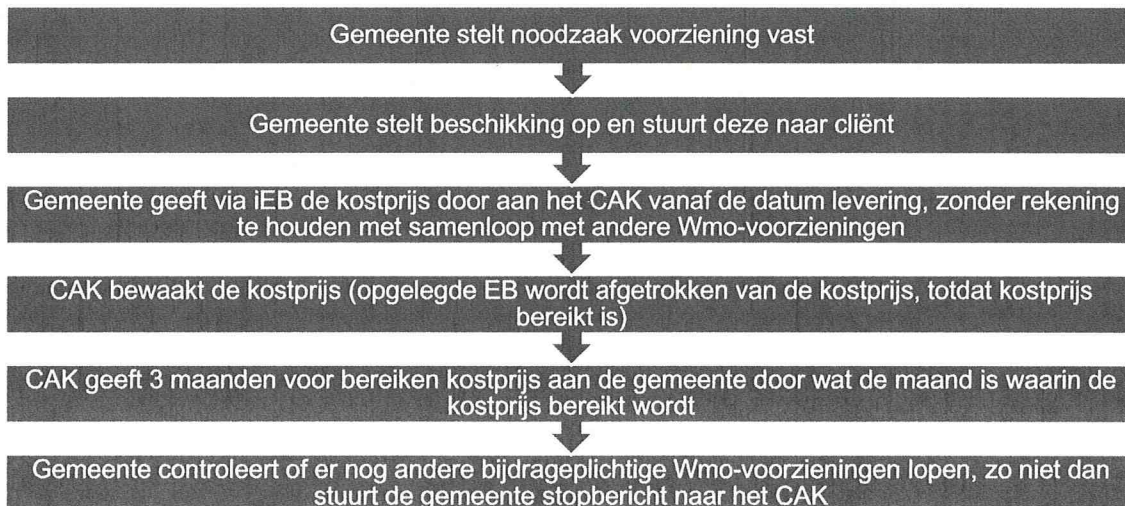 Gemeente stelt noodzaak voorziening vast
Gemeente stelt beschikking op en stuurt deze naar cliënt
Gemeente geeft via iEB de kostprijs door aan het CAK vanaf de datum levering, zonder rekening
te houden met samenloop met andere Wmo-voorzieningen
CAK bewaakt de kostprijs (opgelegde EB wordt afgetrokken van de kostprijs, totdat kostprijs
bereikt is)
CAK geeft 3 maanden voor bereiken kostprijs aan de gemeente door wat de maand is waarin de
kostprijs bereikt wordt
Gemeente controleert of er nog andere bijdrageplichtige Wmo-voorzieningen lopen, zo niet dan
stuurt de gemeente stopbericht naar het CAK